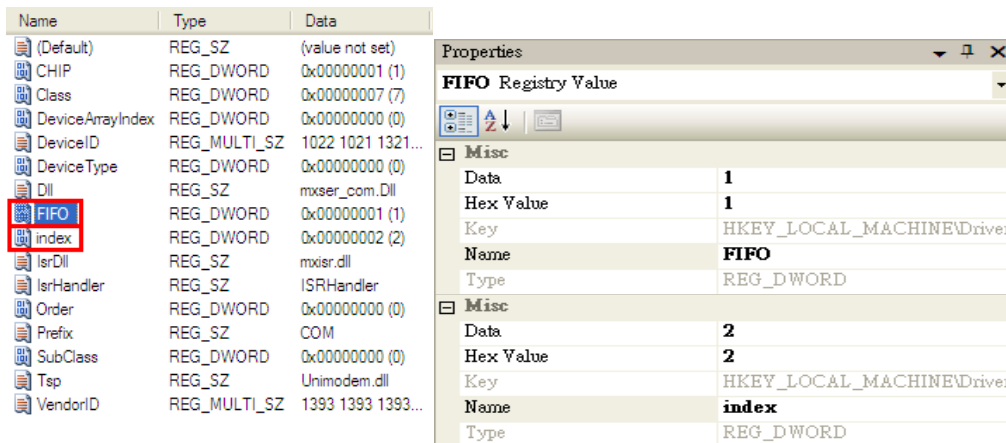 Name Type Data
(Default) REG_SZ (value not set)
CHIP REG_DWORD 0x00000001 (1)
Class REG_DWORD 0x00000007 (7)
DeviceArrayIndex REG_DWORD 0x00000000 (0)
DeviceID REG_MULTI_SZ 1022 1021 1321...
DeviceType REG_DWORD 0x00000000 (0)
Dll REG_SZ mxser_com.Dll
FIFO REG_DWORD 0x00000001 (1)
index REG_DWORD 0x00000002 (2)
IsrDll REG_SZ mxisr.dll
IsrHandler REG_SZ ISRHandler
Order REG_DWORD 0x00000000 (0)
Prefix REG_SZ COM
SubClass REG_DWORD 0x00000000 (0)
Tsp REG_SZ Unimodem.dll
VendorID REG_MULTI_SZ 1393 1393 1393...
Properties
FIFO Registry Value
Misc
Data 1
Hex Value 1
Key HKEY_LOCAL_MACHINE\Driver
Name FIFO
Type REG_DWORD
Misc
Data 2
Hex Value 2
Key HKEY_LOCAL_MACHINE\Driver
Name index
Type REG_DWORD